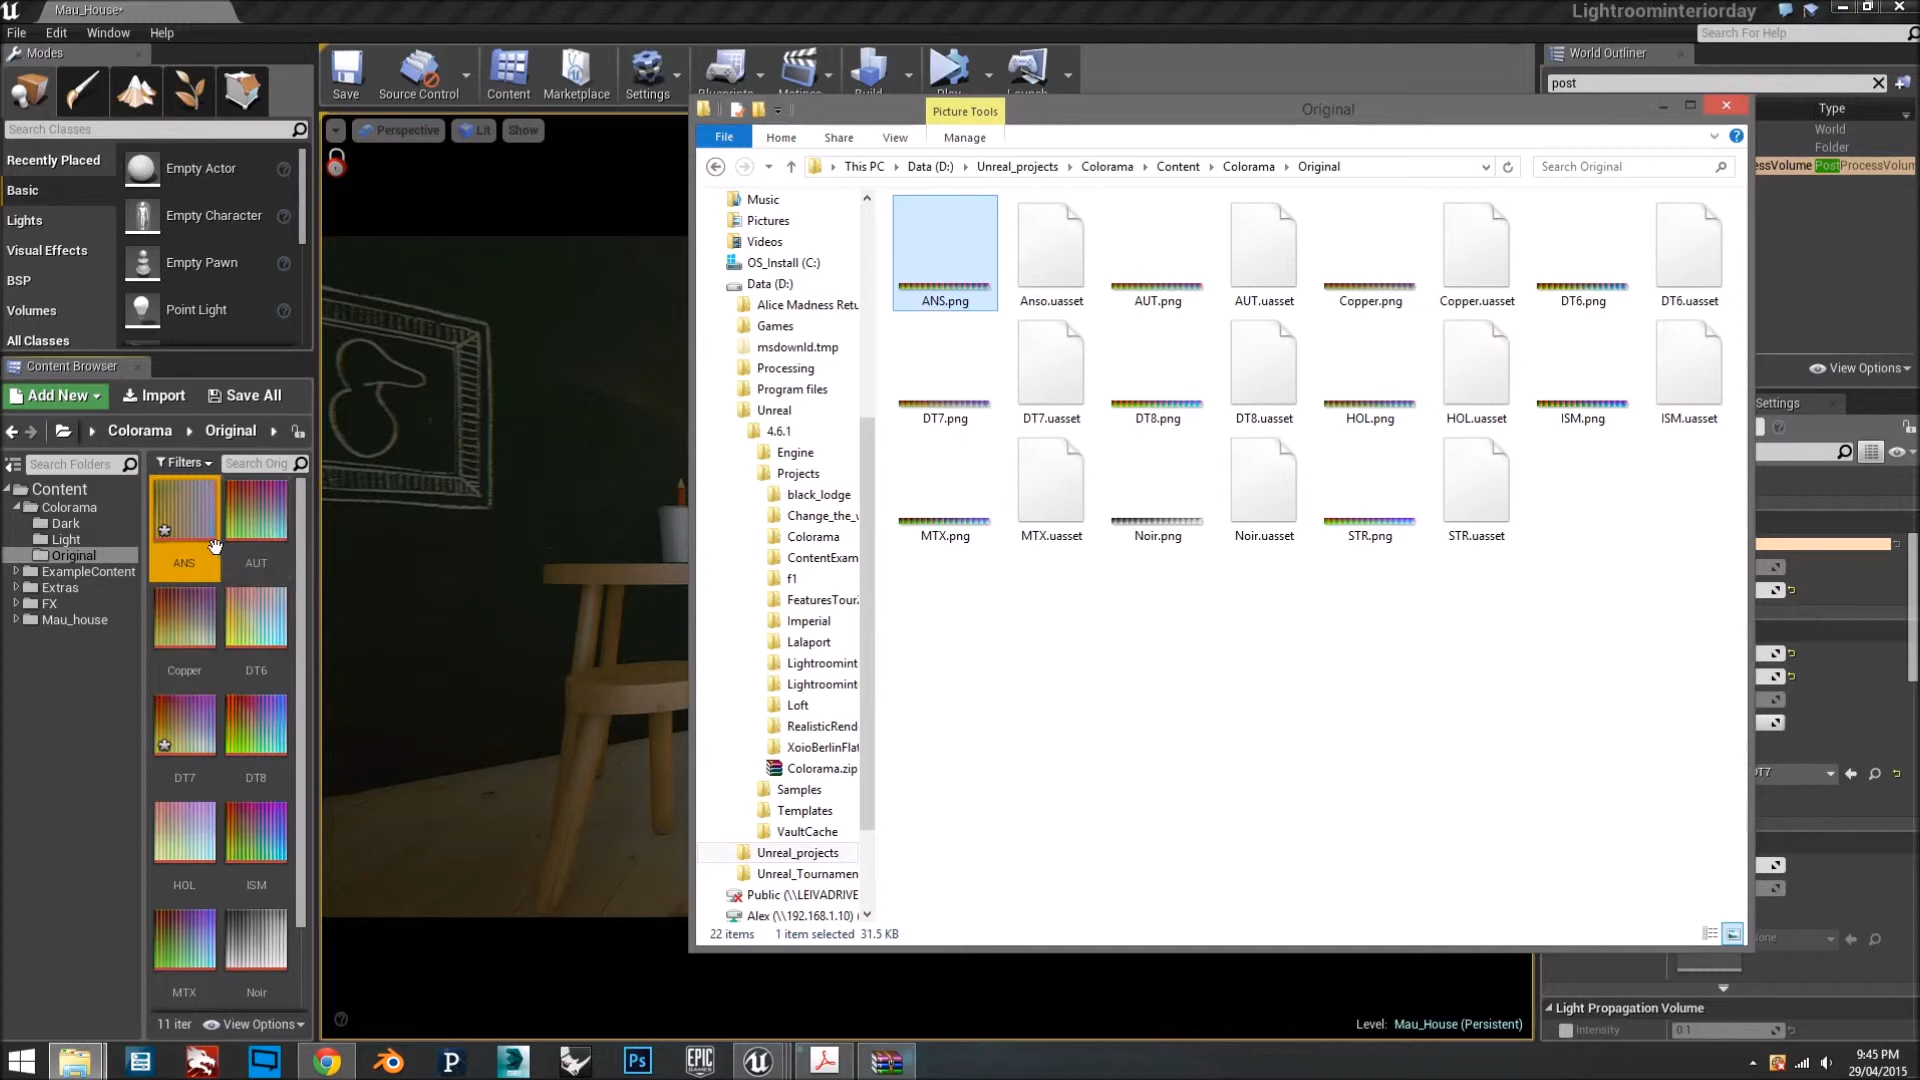 Mau_House*
Lightroominteriorday
File Edit Window Help
Search For Help
Modes
Save
Source Control
Content
Marketplace
Settings
World Outliner
post
Search Classes
Recently Placed
Basic
Lights
Visual Effects
BSP
Volumes
All Classes
Empty Actor
Empty Character
Empty Pawn
Point Light
Perspective Lit Show
Type
World
Folder
essVolume PostProcessVolum
View Options
Settings
Picture Tools
Original
File Home Share View Manage
This PC Data (D:) Unreal_projects Colorama Content Colorama Original
Search Original
Music
Pictures
Videos
OS_Install (C:)
Data (D:)
Alice Madness Retu
Games
msdownld.tmp
Processing
Program files
Unreal
4.6.1
Engine
Projects
black_lodge
Change_the_v
Colorama
ContentExam
f1
FeaturesTour
Imperial
Lalaport
Lightroomint
Lightroomint
Loft
RealisticRend
XoioBerlinFlat
Colorama.zip
Samples
Templates
VaultCache
Unreal_projects
Unreal_Tournamen
Public (\\LEIVADRIVE
Alex (\\192.168.1.10) (
22 items 1 item selected 31.5 KB
ANS.png Anso.uasset AUT.png AUT.uasset Copper.png Copper.uasset DT6.png DT6.uasset
DT7.png DT7.uasset DT8.png DT8.uasset HOL.png HOL.uasset ISM.png ISM.uasset
MTX.png MTX.uasset Noir.png Noir.uasset STR.png STR.uasset
Content Browser
Add New Import Save All
Colorama Original
Search Folders
Filters
Search Orig
Content
Colorama
Dark
Light
Original
ExampleContent
Extras
FX
Mau_house
ANS AUT
Copper DT6
DT7 DT8
HOL ISM
MTX Noir
11 iter View Options
Level: Mau_House (Persistent)
Light Propagation Volume
Intensity 0.1
Ps
EPIC GAMES
9:45 PM
29/04/2015